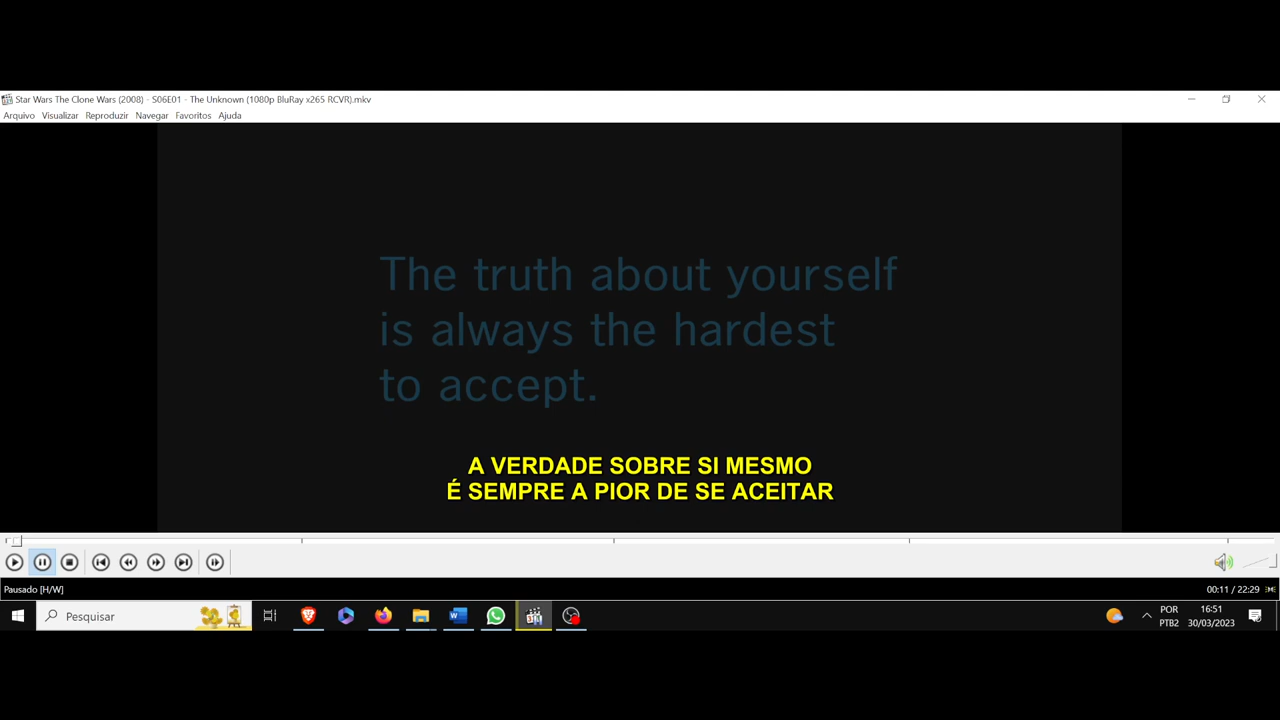 Star Wars The Clone Wars (2008) - S06E01 - The Unknown (1080p BluRay x265 RCVR).mkv
Arquivo Visualizar Reproduzir Navegar Favoritos Ajuda
The truth about yourself
is always the hardest
to accept.
A VERDADE SOBRE SI MESMO
É SEMPRE A PIOR DE SE ACEITAR
Pausado [H/W]
00:11 / 22:29
Pesquisar
POR
PTB2
16:51
30/03/2023